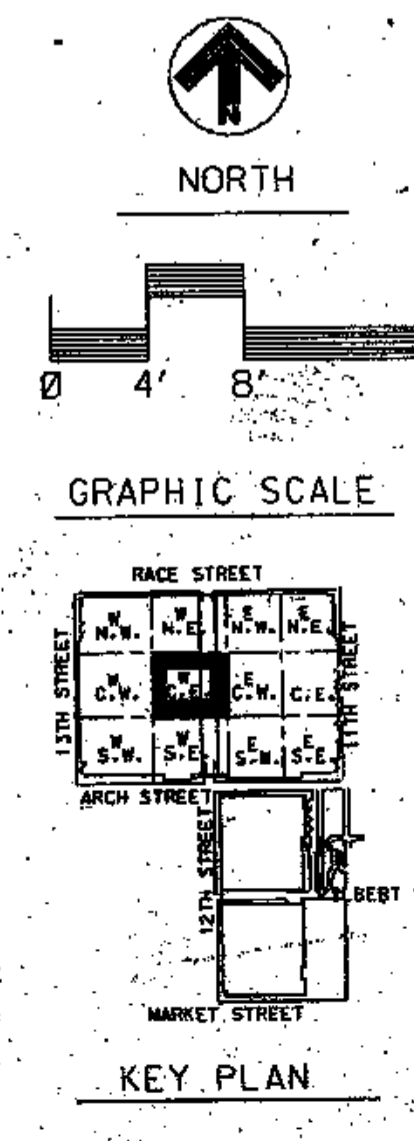 N
NORTH
0 4' 8'
GRAPHIC SCALE
RACE STREET
W W E E
N.W. N.E. N.W. N.E.
13TH STREET
W W E
C.W. C.E. C.W. C.E.
11TH STREET
W W E E
S.W. S.E. S.W. S.E.
ARCH STREET
12TH STREET
MARKET STREET
KEY PLAN